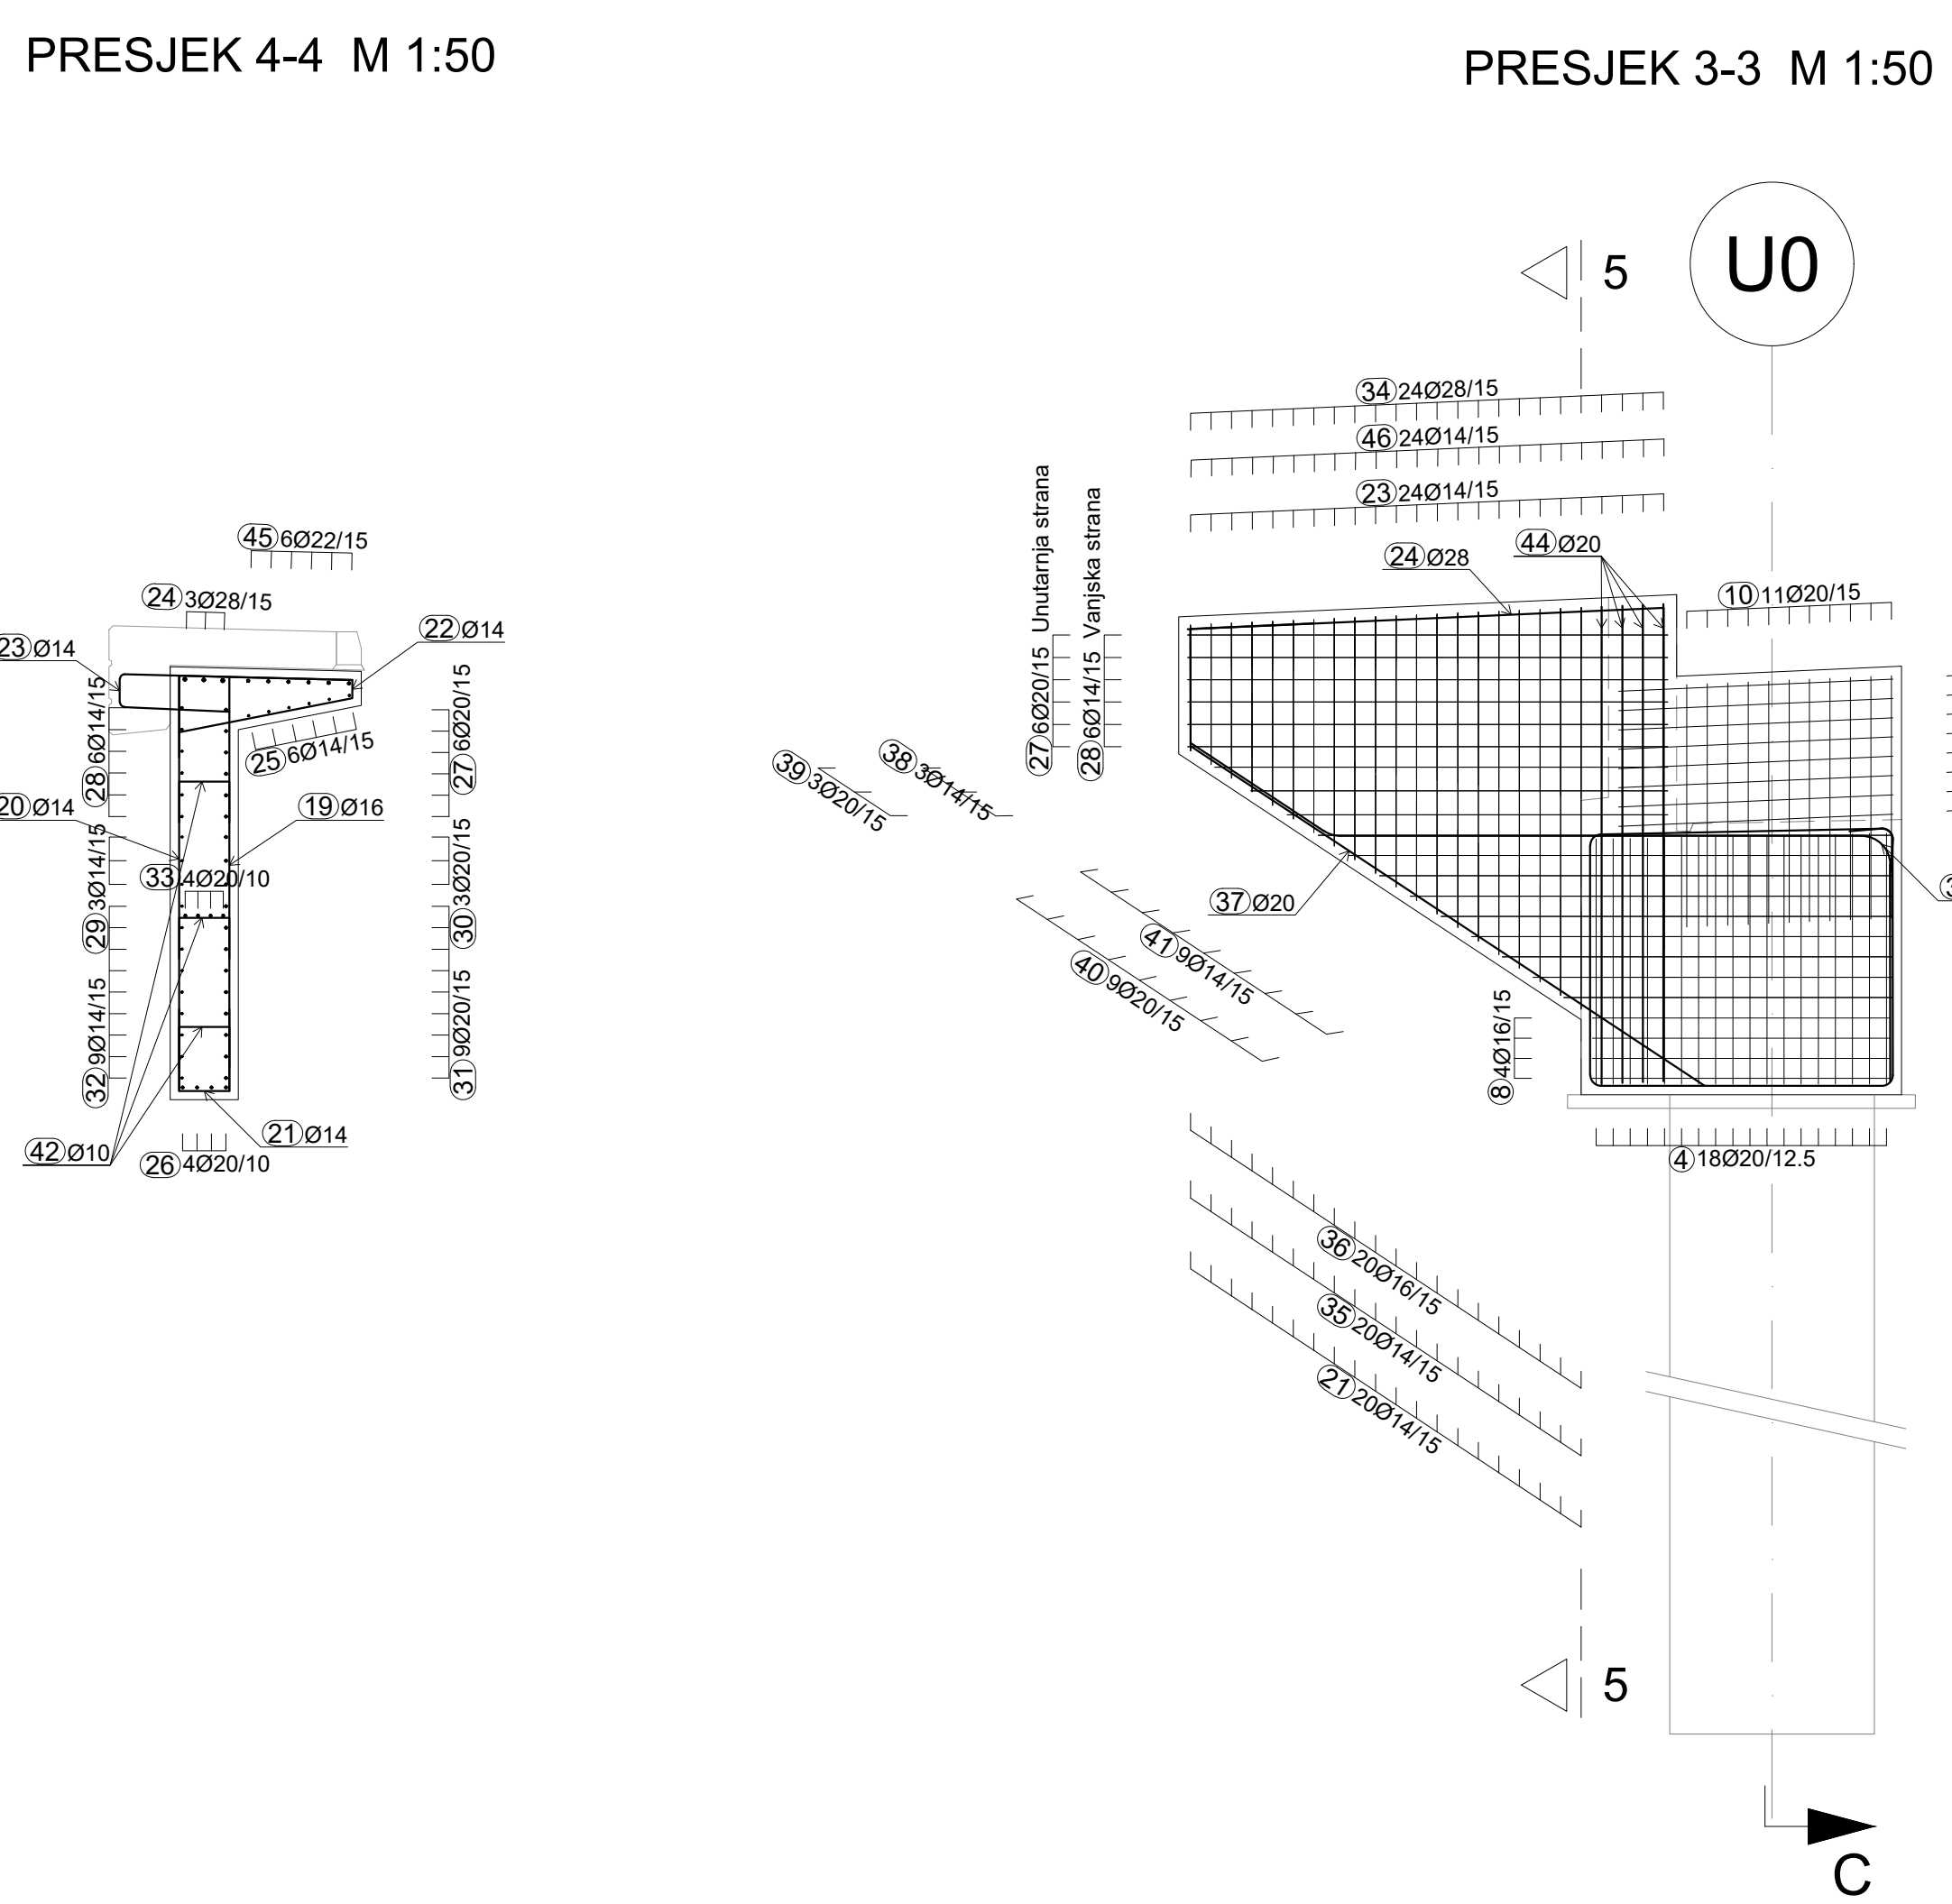 PRESJEK 4-4 M 1:50
PRESJEK 3-3 M 1:50
U0
5
34 24Ø28/15
46 24Ø14/15
23 24Ø14/15
24 Ø28
44 Ø20
10 11Ø20/15
27 6Ø20/15 Unutarnja strana
28 6Ø14/15 Vanjska strana
39 3Ø20/15
38 3Ø14/15
37 Ø20
41 9Ø14/15
40 9Ø20/15
8 4Ø16/15
4 18Ø20/12.5
36 20Ø16/15
35 20Ø14/15
21 20Ø14/15
5
C
45 6Ø22/15
24 3Ø28/15
22 Ø14
23 Ø14
28 6Ø14/15
25 6Ø14/15
27 6Ø20/15
20 Ø14
19 Ø16
29 3Ø14/15
33 4Ø20/10
30 3Ø20/15
32 9Ø14/15
31 9Ø20/15
42 Ø10
21 Ø14
26 4Ø20/10